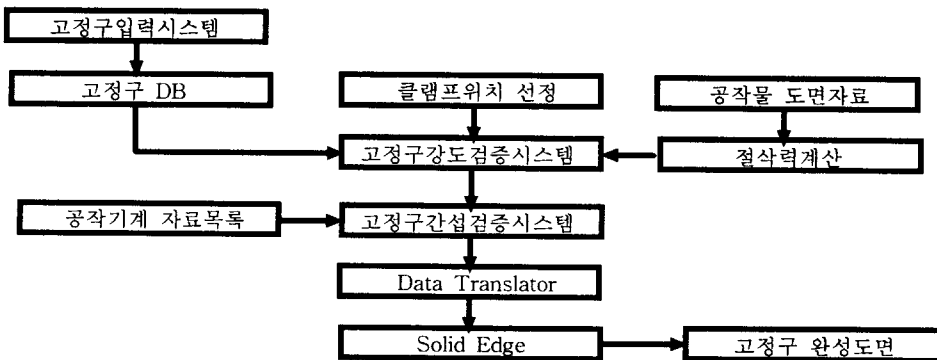 고정구입력시스템
고정구 DB
클램프위치 선정
공작물 도면자료
고정구강도검증시스템
절삭력계산
공작기계 자료목록
고정구간섭검증시스템
Data Translator
Solid Edge
고정구 완성도면